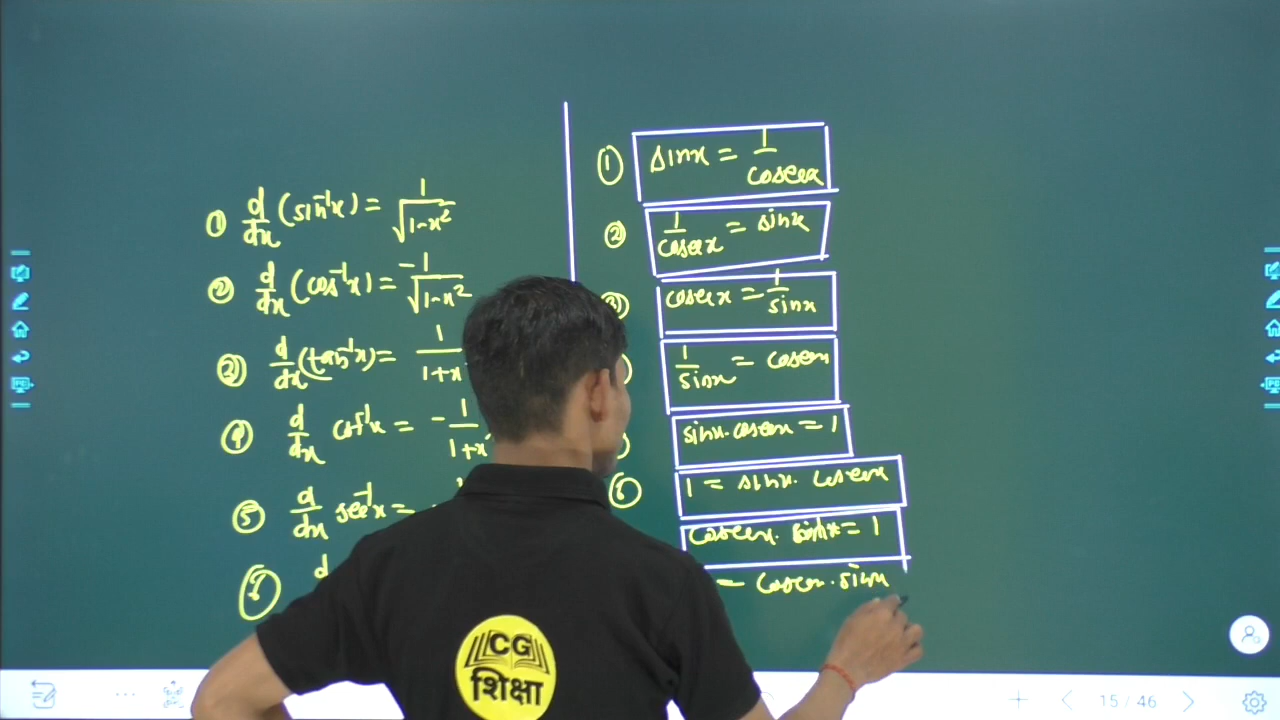 ① d/dx (sin⁻¹x) = 1/√1-x²
② d/dx (cos⁻¹x) = -1/√1-x²
③ d/dx (tan⁻¹x) = 1/1+x
④ d/dx cot⁻¹x = - 1/1+x
⑤ d/dx sec⁻¹x =
⑥ d
① sinx = 1/cosecx
② 1/cosecx = sinx
③ cosecx = 1/sinx
1/sinx = cosecx
sinx. cosecx = 1
⑥ 1 = sinx. cosecx
cosecx. sinx = 1
= cosecx. sinx
CG
शिक्षा
15 / 46